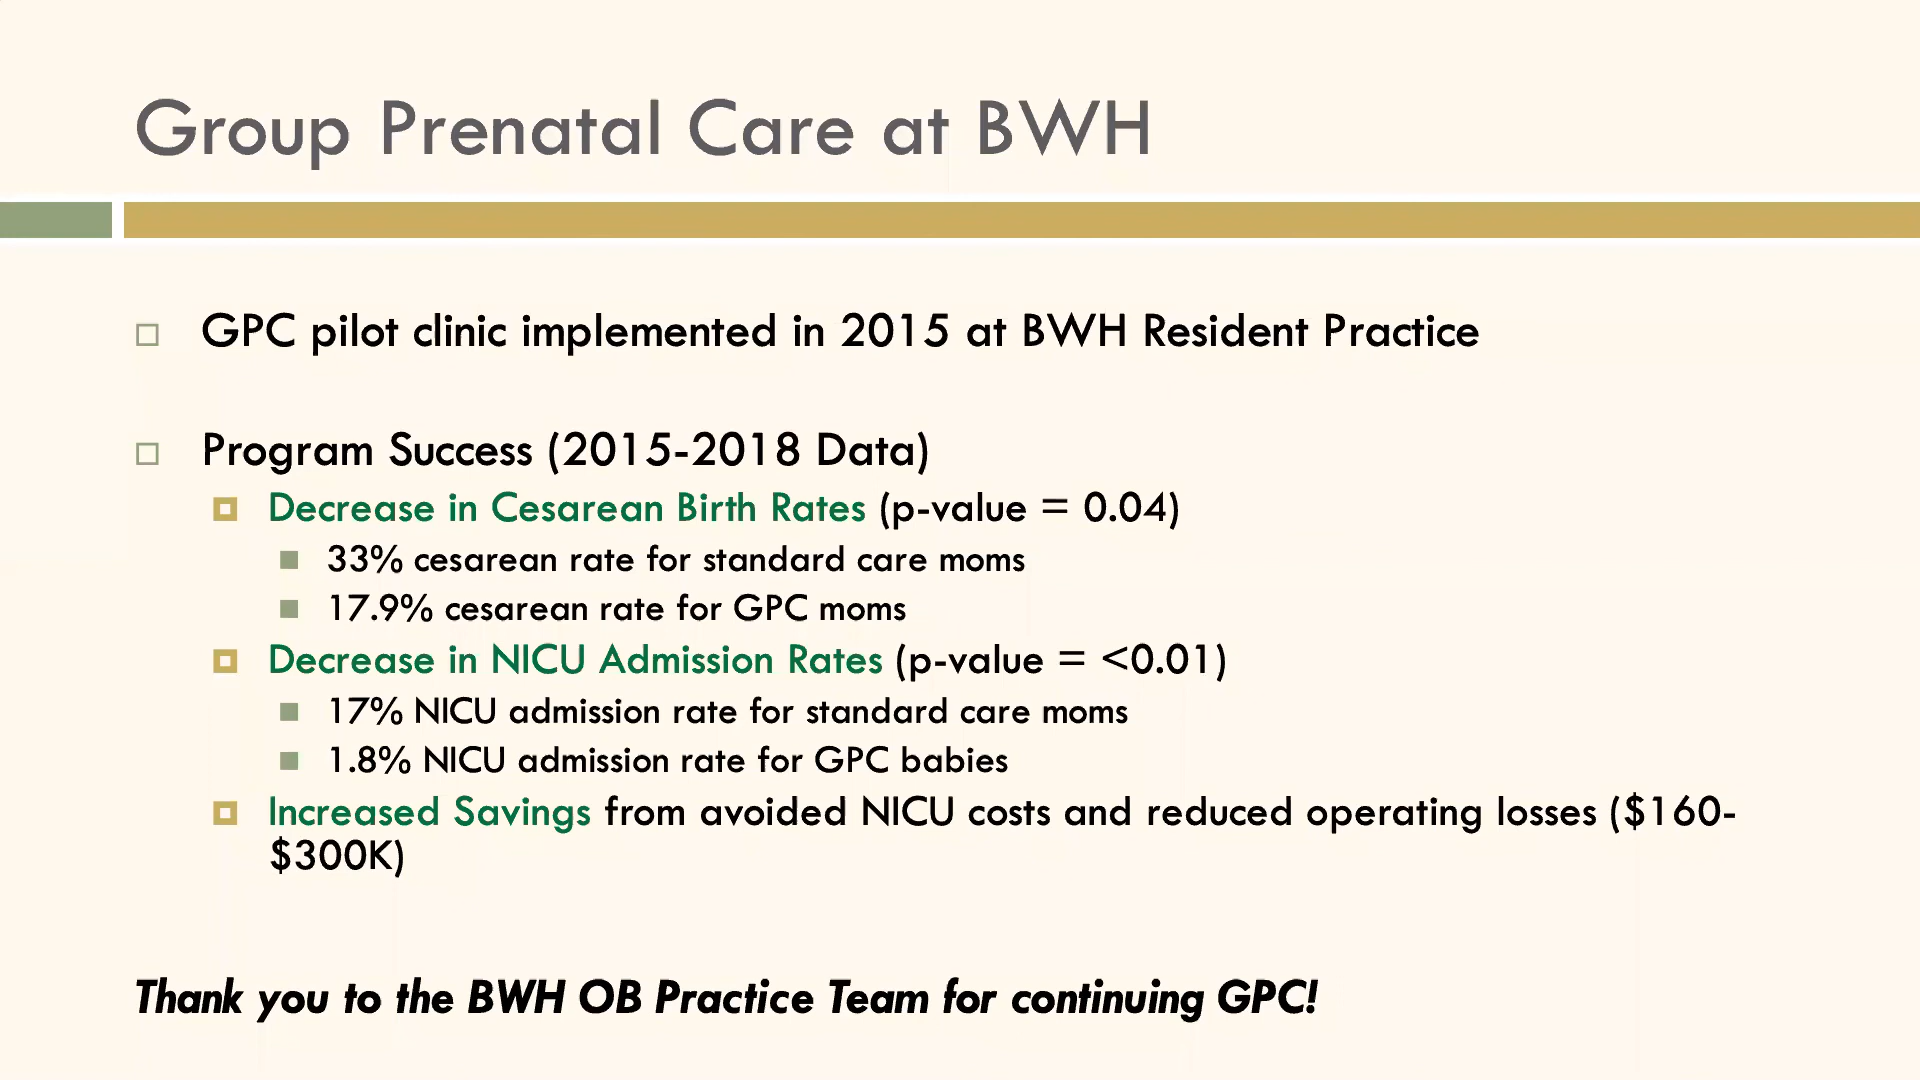 Group Prenatal Care at BWH
GPC pilot clinic implemented in 2015 at BWH Resident Practice
Program Success (2015-2018 Data)
Decrease in Cesarean Birth Rates (p-value = 0.04)
33% cesarean rate for standard care moms
17.9% cesarean rate for GPC moms
Decrease in NICU Admission Rates (p-value = <0.01)
17% NICU admission rate for standard care moms
1.8% NICU admission rate for GPC babies
Increased Savings from avoided NICU costs and reduced operating losses ($160-
$300K)
Thank you to the BWH OB Practice Team for continuing GPC!